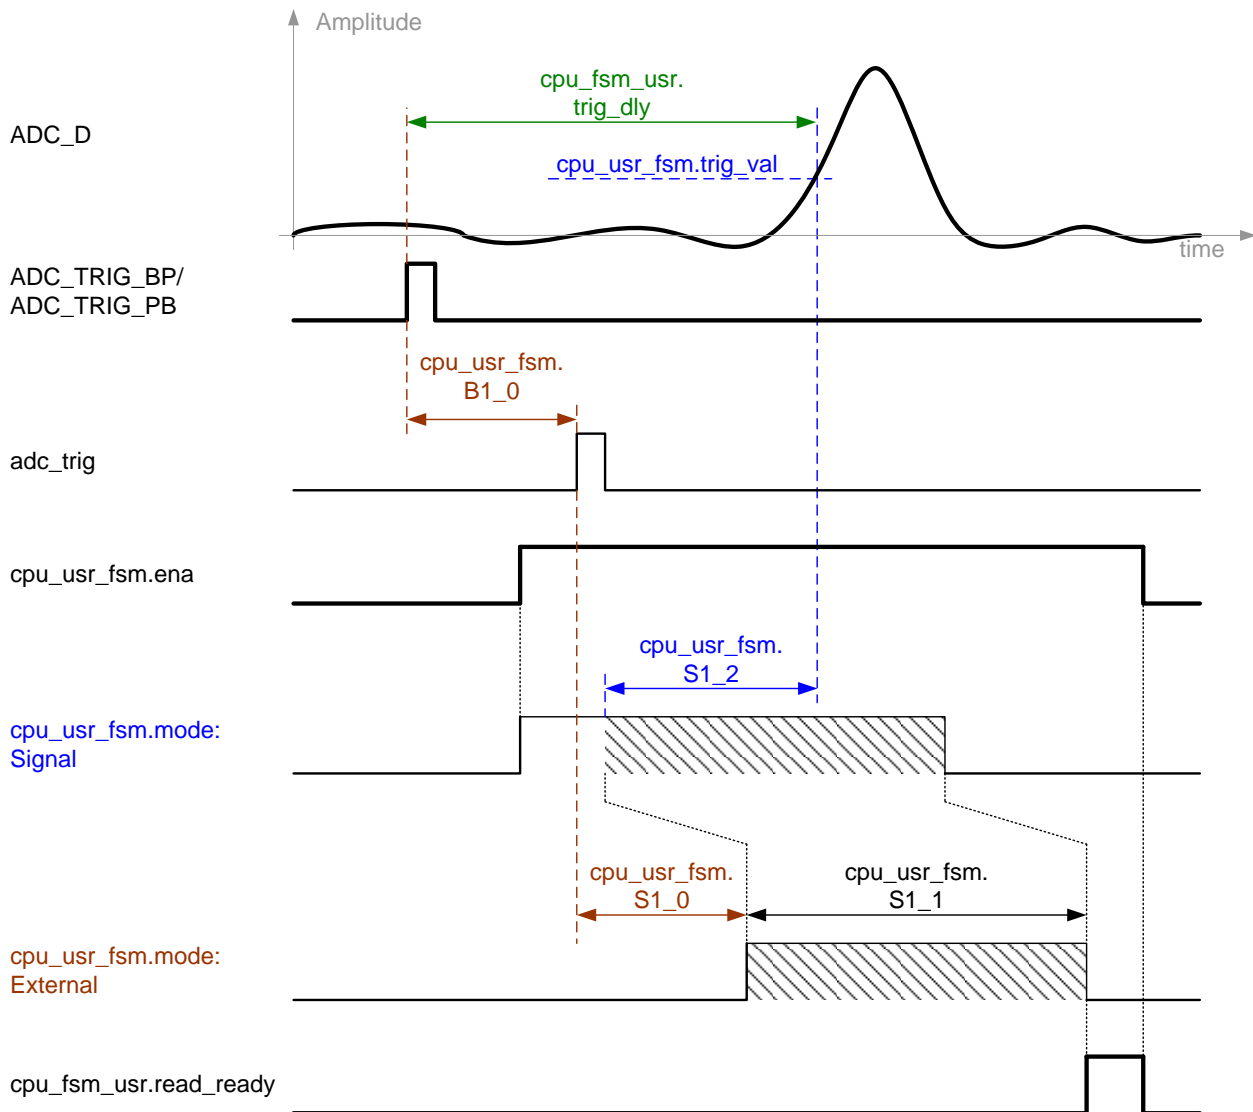 Amplitude
cpu_fsm_usr.
trig_dly
ADC_D
cpu_usr_fsm.trig_val
time
ADC_TRIG_BP/
ADC_TRIG_PB
cpu_usr_fsm.
B1_0
adc_trig
cpu_usr_fsm.ena
cpu_usr_fsm.
S1_2
cpu_usr_fsm.mode:
Signal
cpu_usr_fsm.
S1_0
cpu_usr_fsm.
S1_1
cpu_usr_fsm.mode:
External
cpu_fsm_usr.read_ready